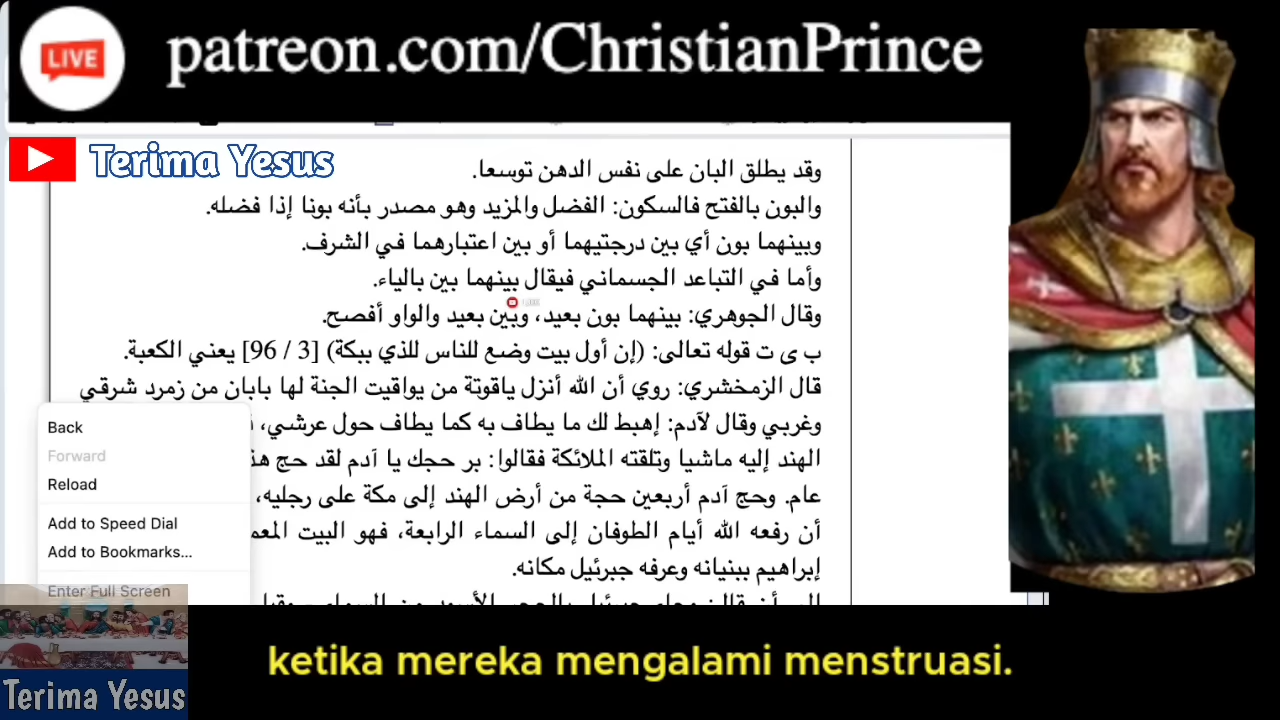 LIVE
patreon.com/ChristianPrince
Terima Yesus
وقد يطلق البان على نفس الدهن توسعا.
والبون بالفتح فالسكون: الفضل والمزيد وهو مصدر بأنه بونا إذا فضله.
وبينهما بون أي بين درجتيهما أو بين اعتبارهما في الشرف.
وأما في التباعد الجسماني فيقال بينهما بين بالياء.
وقال الجوهري: بينهما بون بعيد، وبين بعيد والواو أفصح.
ب ى ت قوله تعالى: (إن أول بيت وضع للناس للذي ببكة) [3 / 96] يعني الكعبة.
قال الزمخشري: روي أن الله أنزل ياقوتة من يواقيت الجنة لها بابان من زمرد شرقي
وغربي وقال لآدم: إهبط لك ما يطاف به كما يطاف حول عرشي،
الهند إليه ماشيا وتلقته الملائكة فقالوا: بر حجك يا آدم لقد حج
عام. وحج آدم أربعين حجة من أرض الهند إلى مكة على رجليه،
أن رفعه الله أيام الطوفان إلى السماء الرابعة، فهو البيت
إبراهيم ببنيانه وعرفه جبرئيل مكانه.
Back
Forward
Reload
Add to Speed Dial
Add to Bookmarks...
Enter Full Screen
Terima Yesus
ketika mereka mengalami menstruasi.